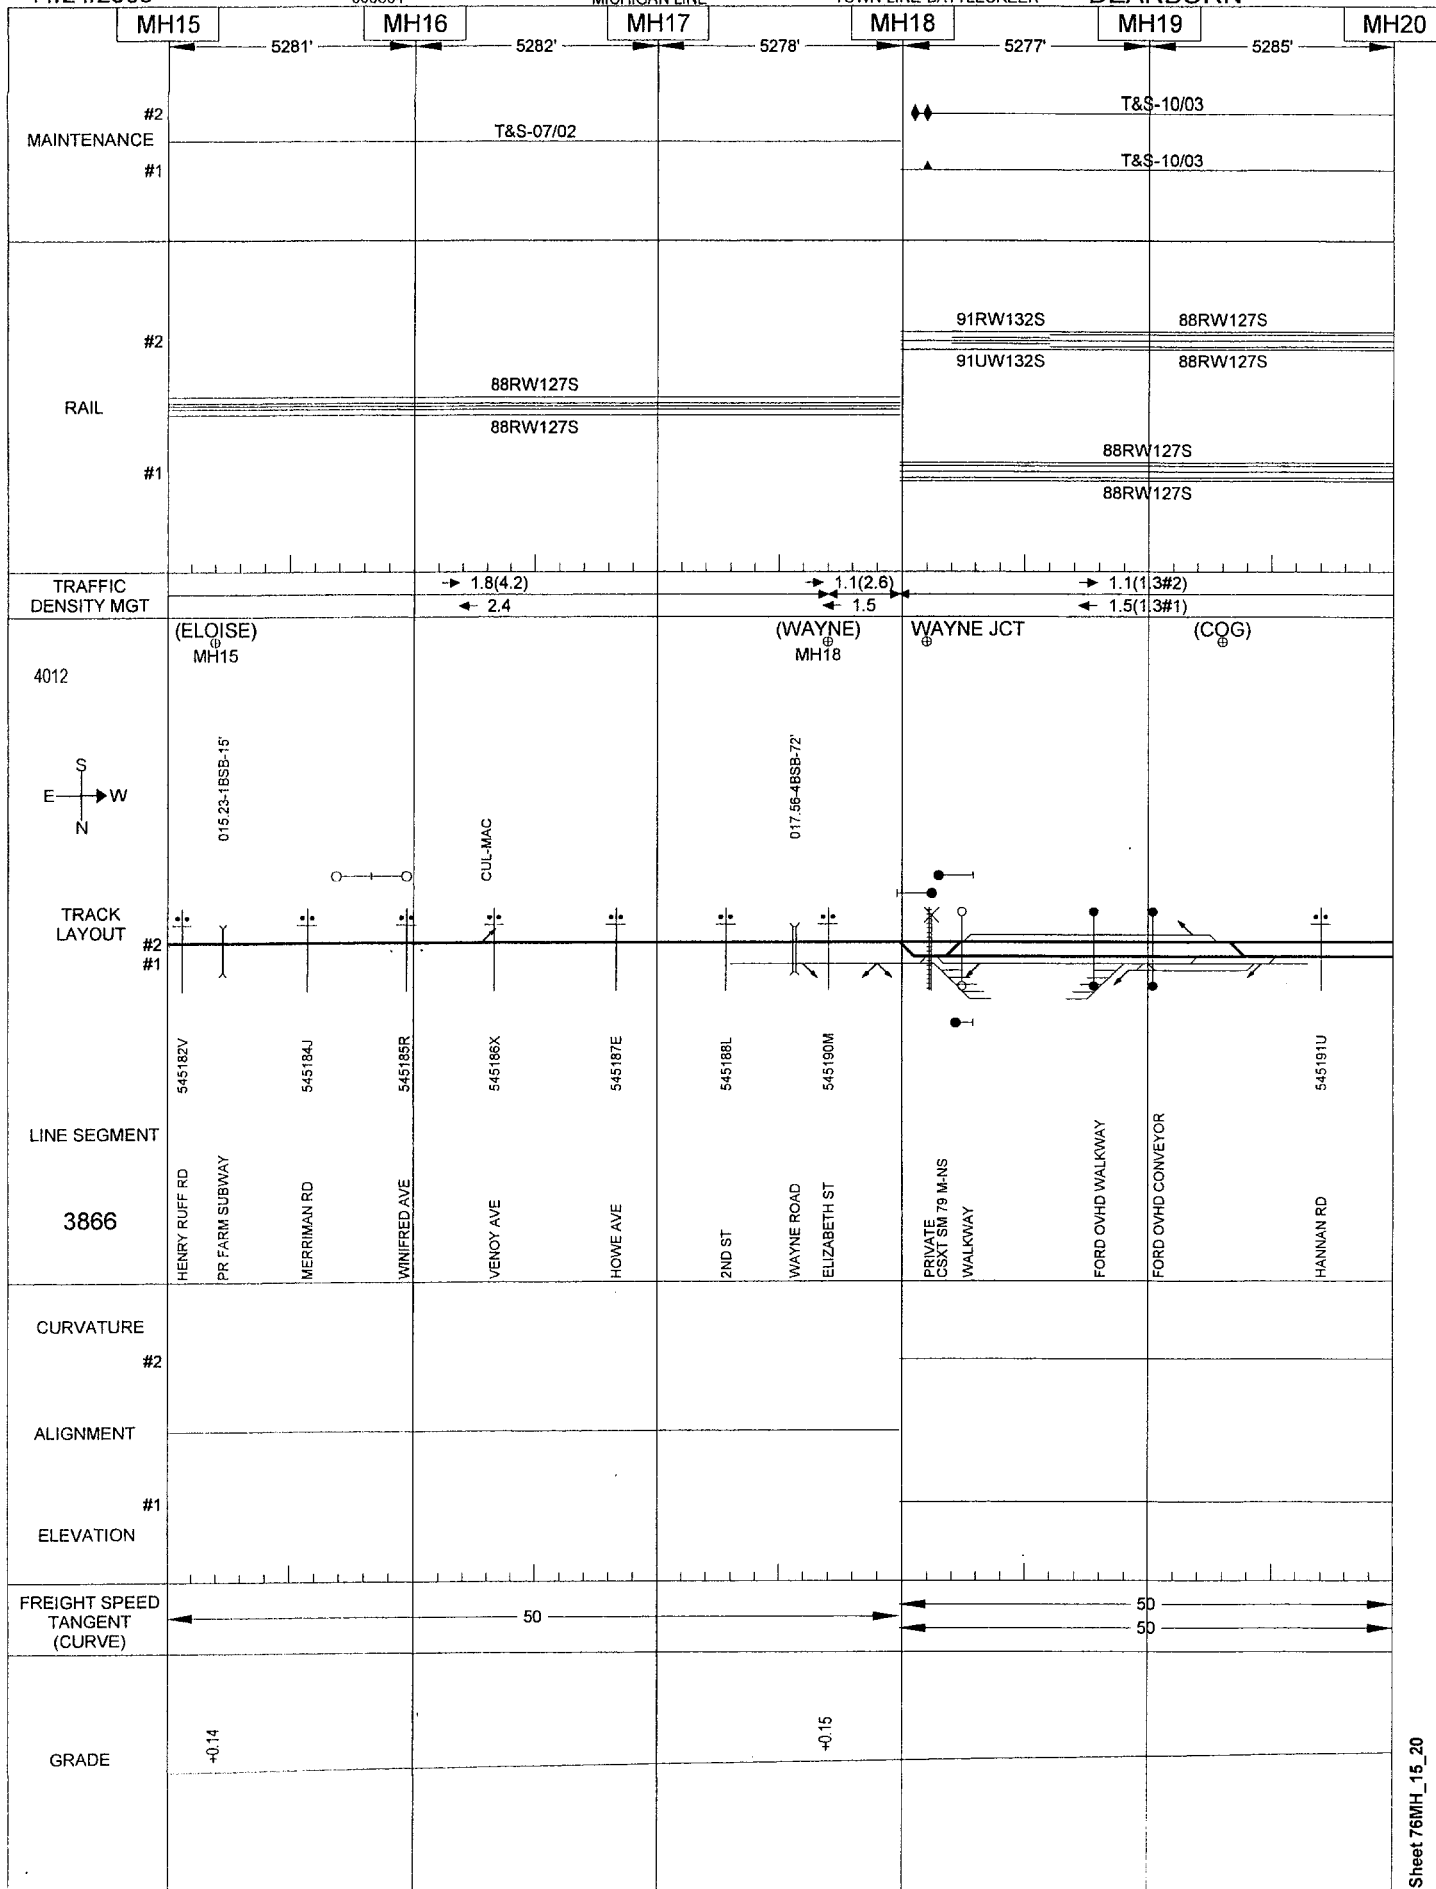 MICHIGAN LINE
DEARBORN
MH15 MH16 MH17 MH18 MH19 MH20
5281' 5282' 5278' 5277' 5285'
#2 T&S-10/03
MAINTENANCE T&S-07/02
#1 T&S-10/03
91RW132S 88RW127S
#2
91UW132S 88RW127S
88RW127S
RAIL
88RW127S
88RW127S
#1
88RW127S
TRAFFIC
DENSITY MGT
1.8(4.2) 1.1(2.6) 1.1(1.3#2)
2.4 1.5 1.5(1.3#1)
(ELOISE) (WAYNE) WAYNE JCT (COG)
MH15 MH18
4012
S
E W
N
015.23-1BSB-15'
CUL-MAC
017.56-4BSB-72'
TRACK
LAYOUT
#2
#1
545182V
545184J
545185R
545186X
545187E
545188L
545190M
545191U
LINE SEGMENT
3866
HENRY RUFF RD
PR FARM SUBWAY
MERRIMAN RD
WINIFRED AVE
VENOY AVE
HOWE AVE
2ND ST
WAYNE ROAD
ELIZABETH ST
PRIVATE
CSXT SM 79 M-NS
WALKWAY
FORD OVHD WALKWAY
FORD OVHD CONVEYOR
HANNAN RD
CURVATURE
#2
ALIGNMENT
#1
ELEVATION
FREIGHT SPEED
TANGENT
(CURVE)
50
50
50
GRADE
+0.14
+0.15
Sheet 76MH_15_20